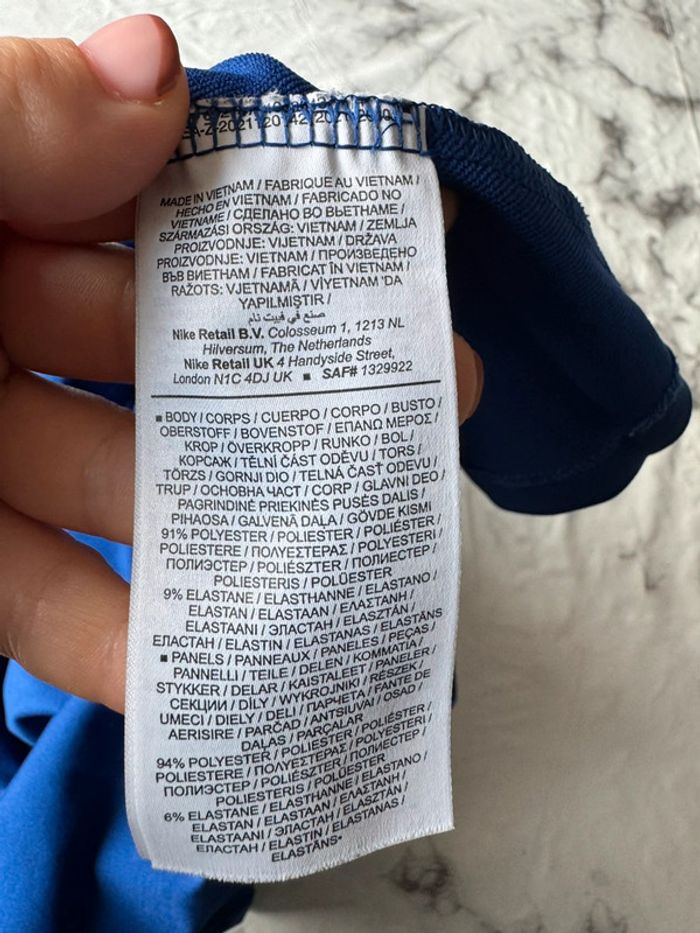 MADE IN VIETNAM / FABRIQUE AU VIETNAM /
HECHO EN VIETNAM / FABRICADO NO
VIETNAME / СДЕЛАНО ВО ВЬЕТНАМЕ /
SZÁRMAZÁSI ORSZÁG: VIETNAM / ZEMLJA
PROIZVODNJE: VIJETNAM / DRŽAVA
PROIZVODNJE: VIETNAM / ПРОИЗВЕДЕНО
ВЪВ ВИЕТНАМ / FABRICAT ÎN VIETNAM /
RAŽOTS: VJETNAMĀ / VİYETNAM 'DA
YAPILMIŞTIR /
صنع في فييت نام
Nike Retail B.V. Colosseum 1, 1213 NL
Hilversum, The Netherlands
Nike Retail UK 4 Handyside Street,
London N1C 4DJ UK ■ SAF# 1329922
■ BODY / CORPS / CUERPO / CORPO / BUSTO /
OBERSTOFF / BOVENSTOF / ΕΠΑΝΩ ΜΕΡΟΣ /
KROP / ÖVERKROPP / RUNKO / BOL /
КОРСАЖ / TĚLNÍ ČÁST ODĚVU / TORS /
TÖRZS / GORNJI DIO / TELNÁ ČASŤ ODEVU /
TRUP / ОСНОВНА ЧАСТ / CORP / GLAVNI DEO /
PAGRINDINĖ PRIEKINĖS PUSĖS DALIS /
PIHAOSA / GALVENĀ DAĻA / GÖVDE KISMI
91% POLYESTER / POLIESTER / POLIÉSTER /
POLIESTERE / ΠΟΛΥΕΣΤΕΡΑΣ / POLYESTERI /
ПОЛИЭСТЕР / POLIÉSZTER / ПОЛИЕСТЕР /
POLIESTERIS / POLÜESTER
9% ELASTANE / ELASTHANNE / ELASTANO /
ELASTAN / ELASTAAN / ΕΛΑΣΤΑΝΗ /
ELASTAANI / ЭЛАСТАН / ELASZTÁN /
ЕЛАСТАН / ELASTIN / ELASTANAS / ELASTĀNS
■ PANELS / PANNEAUX / PANELES / PEÇAS /
PANNELLI / TEILE / DELEN / ΚΟΜΜΑΤΙΑ /
STYKKER / DELAR / KAISTALEET / PANELER /
СЕКЦИИ / DÍLY / WYKROJNIKI / RÉSZEK /
UMECI / DIELY / DELI / ПАРЧЕТА / FANTE DE
AERISIRE / PARČAD / ANTSIUVAI / OSAD /
DAĻAS / PARÇALAR
94% POLYESTER / POLIESTER / POLIÉSTER /
POLIESTERE / ΠΟΛΥΕΣΤΕΡΑΣ / POLYESTERI /
ПОЛИЭСТЕР / POLIÉSZTER / ПОЛИЕСТЕР /
POLIESTERIS / POLÜESTER
6% ELASTANE / ELASTHANNE / ELASTANO /
ELASTAN / ELASTAAN / ΕΛΑΣΤΑΝΗ /
ELASTAANI / ЭЛАСТАН / ELASZTÁN /
ЕЛАСТАН / ELASTIN / ELASTANAS /
ELASTĀNS